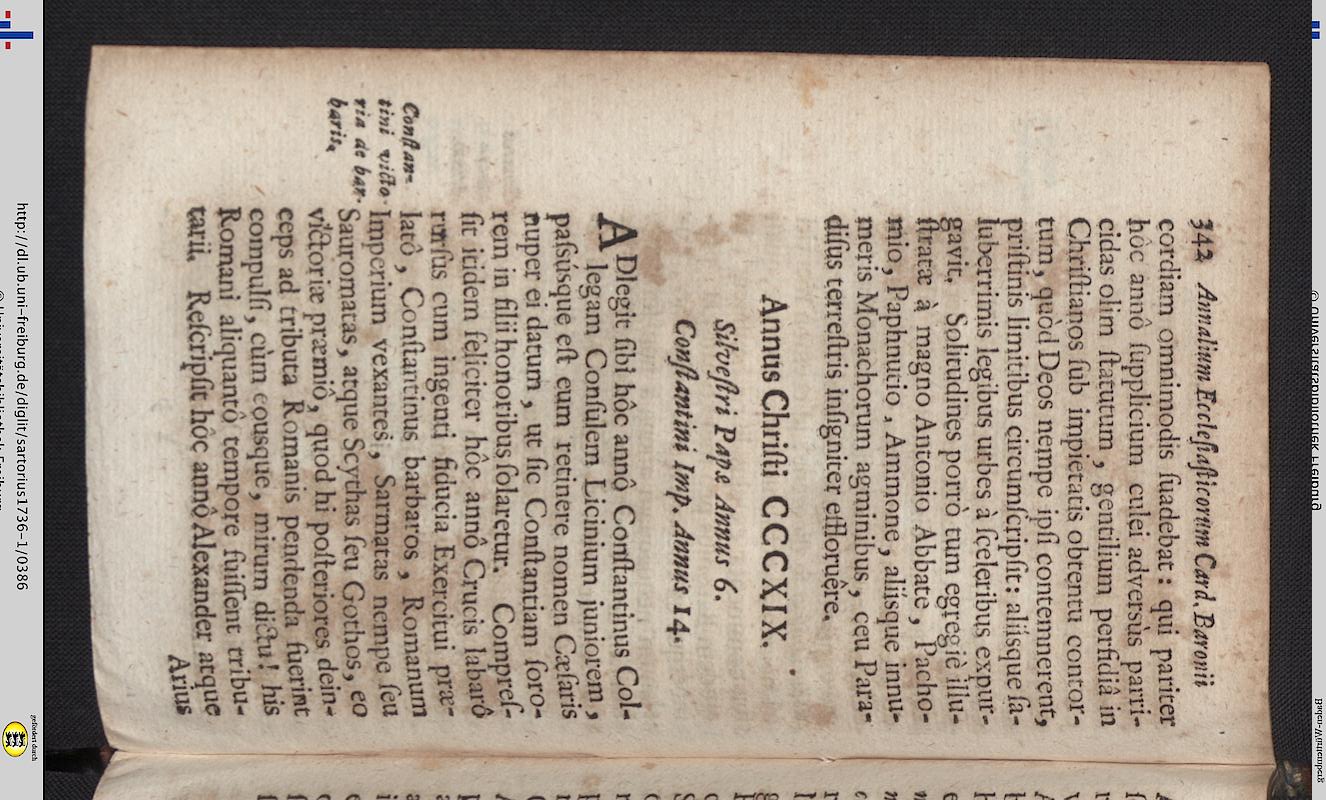 342 Annalium Ecclesiasticorum Card. Baronii
cordiam omnimodis ſuadebat: qui pariter
hôc annô ſupplicium culei adversùs parri-
cidas olim ſtatutum, gentilium perfidiâ in
Chriſtianos ſub impietatis obtentu contor-
tum, quòd Deos nempe ipſi contemnerent,
priſtinis limitibus circumſcripſit: aliíſque ſa-
luberrimis legibus urbes à ſceleribus expur-
gavit. Solitudines porrò tum egregiè illu-
ſtratæ à magno Antonio Abbate, Pacho-
mio, Paphnutio, Ammone, aliíſque innu-
meris Monachorum agminibus, ceu Para-
diſus terreſtris inſigniter effloruêre.
Annus Chriſti CCCXIX.
Silveſtri Papæ Annus 6.
Conſtantini Imp. Annus 14.
ADlegit ſibi hôc annô Conſtantinus Col-
legam Conſulem Licinium juniorem,
paſsúsque eſt eum retinere nomen Cæſaris
nuper ei datum, ut ſic Conſtantiam ſoro-
rem in filii honoribus ſolaretur. Compreſ-
ſit itidem feliciter hôc annô Crucis labarô
rurſus cum ingenti fiducia Exercitui præ-
latô, Conſtantinus barbaros, Romanum
Imperium vexantes, Sarmatas nempe ſeu
Sauromatas, atque Scythas ſeu Gothos, eo
victoriæ præmiô, quod hi poſteriores dein-
ceps ad tributa Romanis pendenda fuerint
compulſi, cùm eousque, mirum dictu! his
Romani aliquantô tempore fuiſſent tribu-
tarii. Reſcripſit hôc annô Alexander atque
Arius
Conſtan-
tini victo-
ria de bar-
baris.
http://dl.ub.uni-freiburg.de/diglit/sartorius1736-1/0386
gefördert durch